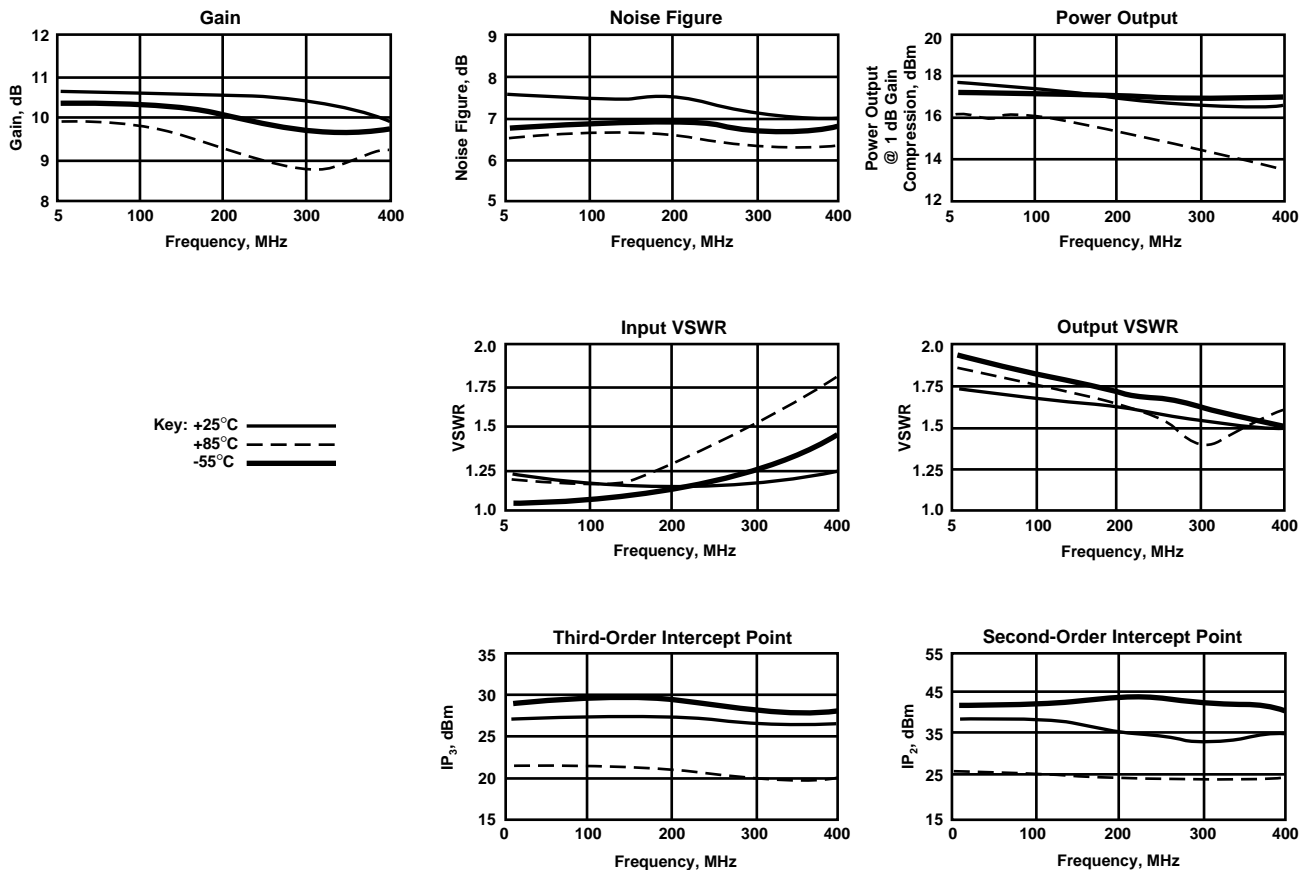 Gain
12
11
10
9
8
Gain, dB
5 100 200 300 400
Frequency, MHz
Noise Figure
9
8
7
6
5
Noise Figure, dB
5 100 200 300 400
Frequency, MHz
Power Output
20
18
16
14
12
Power Output
@ 1 dB Gain
Compression, dBm
5 100 200 300 400
Frequency, MHz
Key: +25°C
+85°C
-55°C
Input VSWR
2.0
1.75
1.5
1.25
1.0
VSWR
5 100 200 300 400
Frequency, MHz
Output VSWR
2.0
1.75
1.5
1.25
1.0
VSWR
5 100 200 300 400
Frequency, MHz
Third-Order Intercept Point
35
30
25
20
15
IP3, dBm
0 100 200 300 400
Frequency, MHz
Second-Order Intercept Point
55
45
35
25
15
IP2, dBm
0 100 200 300 400
Frequency, MHz